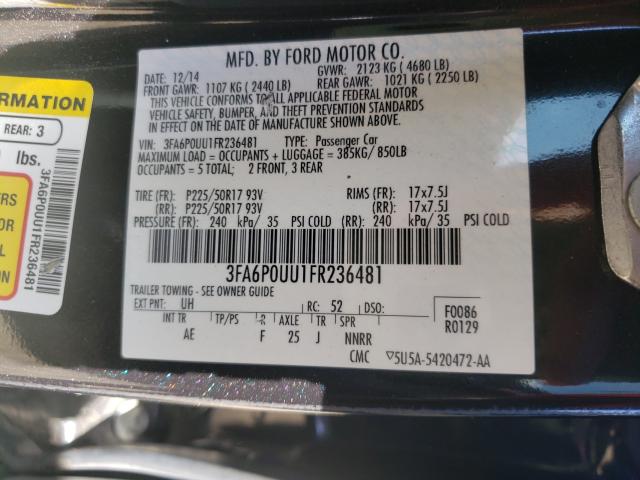 MFD. BY FORD MOTOR CO.
DATE: 12/14 GVWR: 2123 KG ( 4680 LB)
FRONT GAWR: 1107 KG ( 2440 LB) REAR GAWR: 1021 KG ( 2250 LB)
THIS VEHICLE CONFORMS TO ALL APPLICABLE FEDERAL MOTOR
VEHICLE SAFETY, BUMPER, AND THEFT PREVENTION STANDARDS
IN EFFECT ON THE DATE OF MANUFACTURE SHOWN ABOVE.
VIN: 3FA6P0UU1FR236481 TYPE: Passenger Car
MAXIMUM LOAD = OCCUPANTS + LUGGAGE = 385KG/ 850LB
OCCUPANTS = 5 TOTAL; 2 FRONT, 3 REAR
TIRE (FR): P225/50R17 93V RIMS (FR): 17x7.5J
(RR): P225/50R17 93V (RR): 17x7.5J
PRESSURE (FR): 240 kPa/ 35 PSI COLD (RR): 240 kPa/ 35 PSI COLD
3FA6P0UU1FR236481
TRAILER TOWING - SEE OWNER GUIDE
EXT PNT: UH RC: 52 DSO:
INT TR TP/PS R AXLE TR SPR
AE F 25 J NNRR
F0086
R0129
CMC ▽5U5A-5420472-AA
ORMATION
REAR: 3
lbs.
3FA6P0UU1FR236481